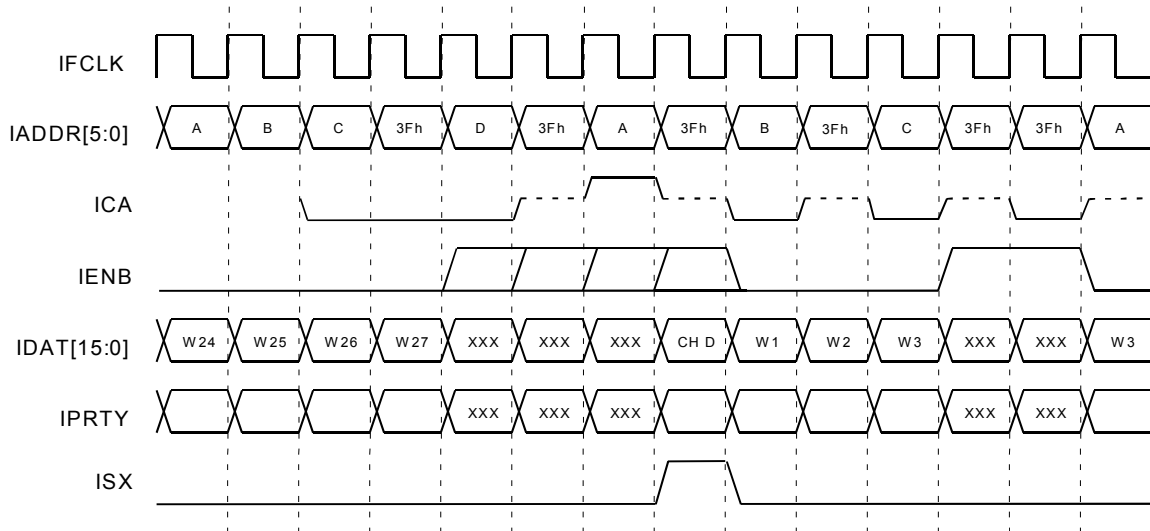 IFCLK
IADDR[5:0] A B C 3Fh D 3Fh A 3Fh B 3Fh C 3Fh 3Fh A
ICA
IENB
IDAT[15:0] W24 W25 W26 W27 XXX XXX XXX CH D W1 W2 W3 XXX XXX W3
IPRTY XXX XXX XXX XXX XXX
ISX